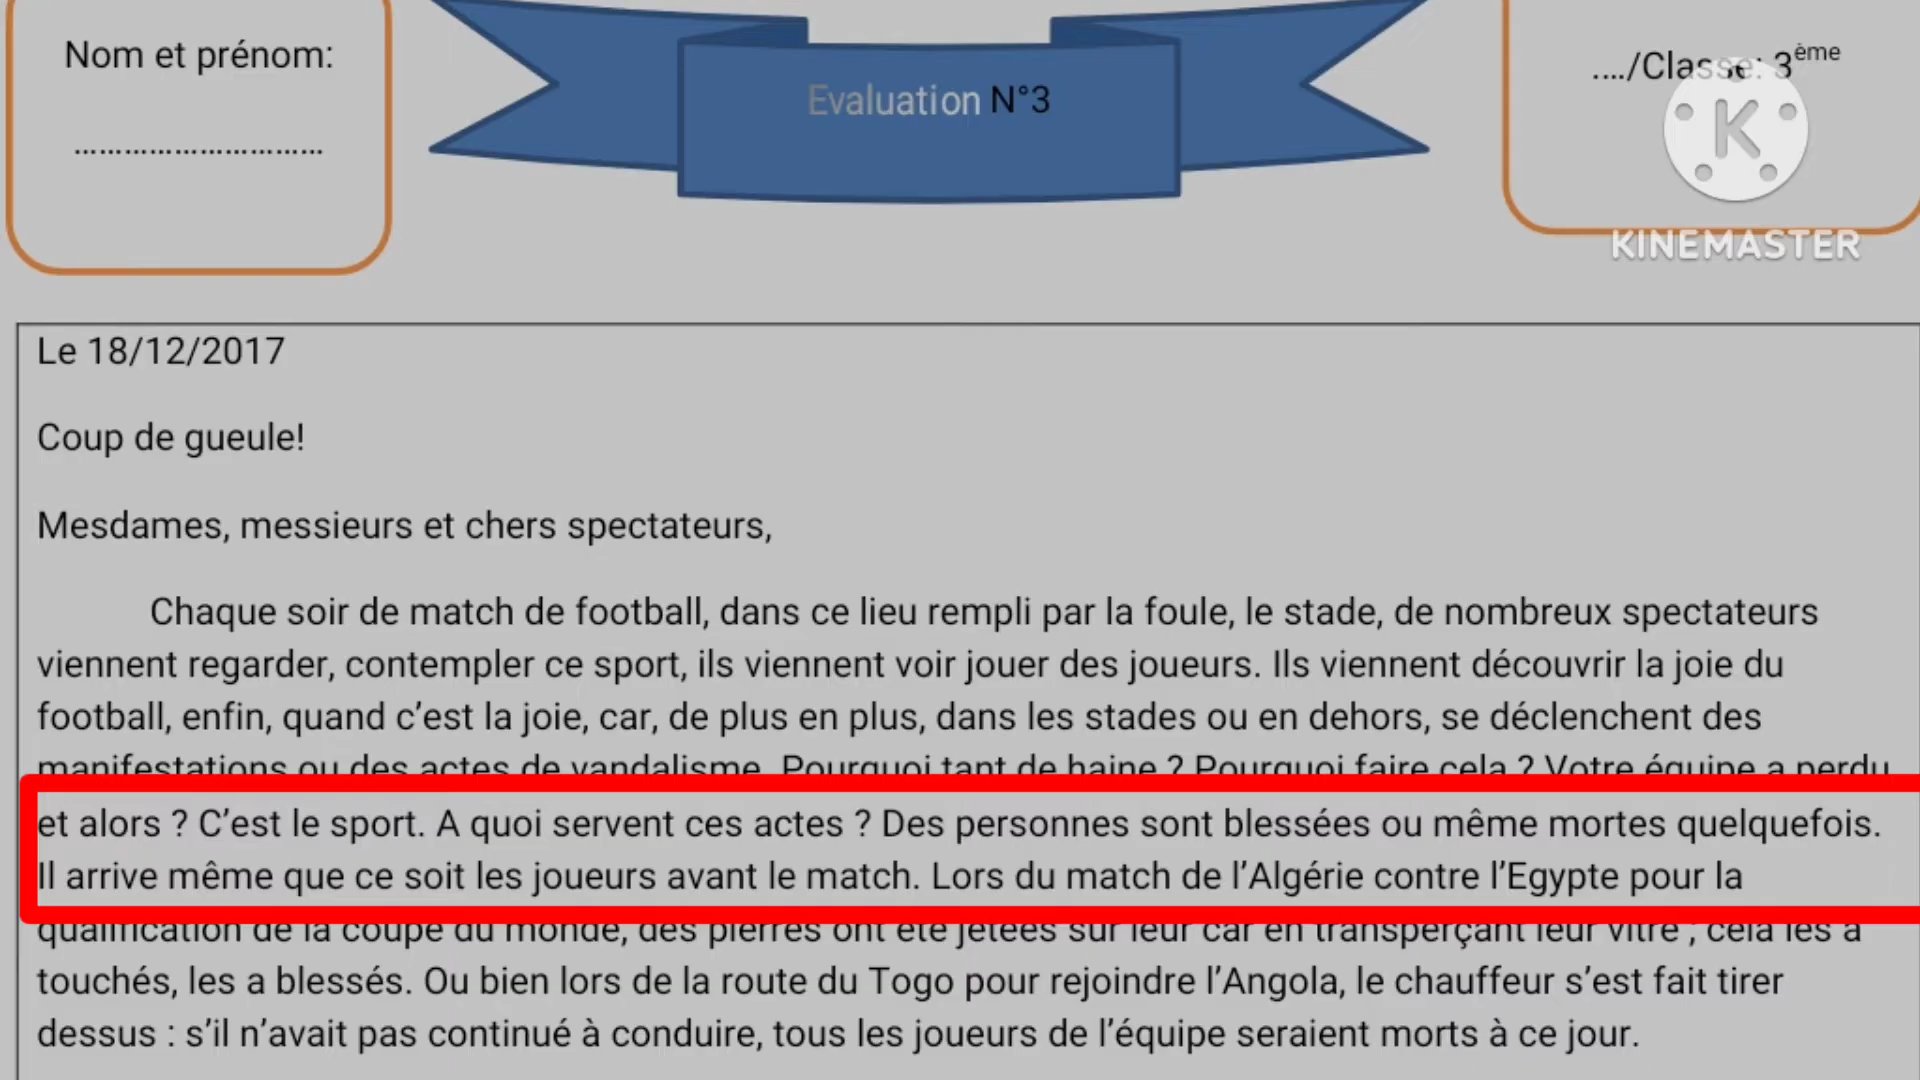 Nom et prénom:
............................
Evaluation N°3
..../Classe: 3ème
K
KINEMASTER
Le 18/12/2017
Coup de gueule!
Mesdames, messieurs et chers spectateurs,
Chaque soir de match de football, dans ce lieu rempli par la foule, le stade, de nombreux spectateurs
viennent regarder, contempler ce sport, ils viennent voir jouer des joueurs. Ils viennent découvrir la joie du
football, enfin, quand c’est la joie, car, de plus en plus, dans les stades ou en dehors, se déclenchent des
manifestations ou des actes de vandalisme. Pourquoi tant de haine ? Pourquoi faire cela ? Votre équipe a perdu
et alors ? C’est le sport. A quoi servent ces actes ? Des personnes sont blessées ou même mortes quelquefois.
Il arrive même que ce soit les joueurs avant le match. Lors du match de l’Algérie contre l’Egypte pour la
qualification de la coupe du monde, des pierres ont été jetées sur leur car en transperçant leur vitre ; cela les a
touchés, les a blessés. Ou bien lors de la route du Togo pour rejoindre l’Angola, le chauffeur s’est fait tirer
dessus : s’il n’avait pas continué à conduire, tous les joueurs de l’équipe seraient morts à ce jour.